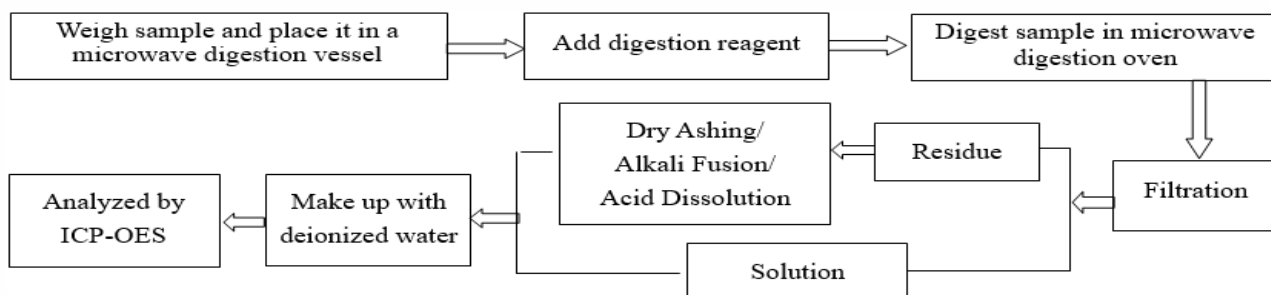 Weigh sample and place it in a
microwave digestion vessel
Add digestion reagent
Digest sample in microwave
digestion oven
Filtration
Residue
Dry Ashing/
Alkali Fusion/
Acid Dissolution
Solution
Make up with
deionized water
Analyzed by
ICP-OES